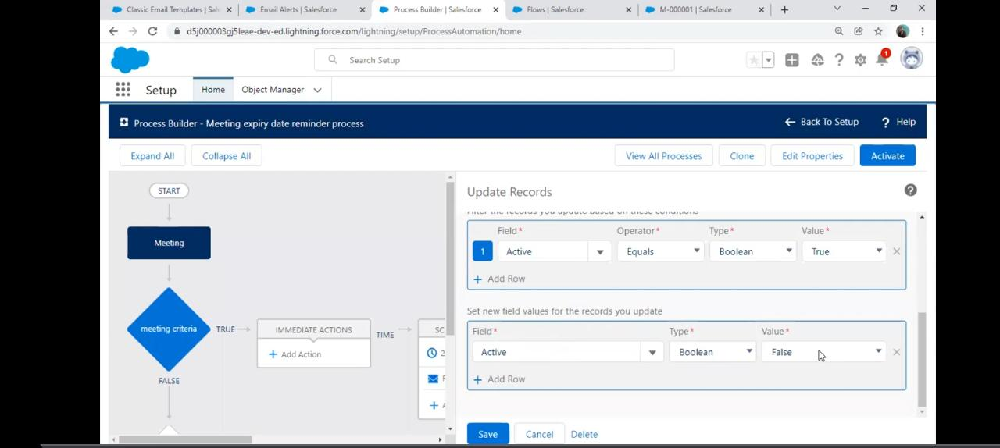 Classic Email Templates | Sal
Email Alerts | Salesforce
Process Builder | Salesforce
Flows | Salesforce
M-000001 | Salesforce
d5j000003gj5leae-dev-ed.lightning.force.com/lightning/setup/ProcessAutomation/home
Search Setup
1
Setup
Home
Object Manager
Process Builder - Meeting expiry date reminder process
Back To Setup
? Help
Expand All
Collapse All
View All Processes
Clone
Edit Properties
Activate
START
Meeting
meeting criteria
TRUE
IMMEDIATE ACTIONS
+ Add Action
TIME
SC
2
FALSE
Update Records
Filter the records you update based on these conditions
Field* Operator* Type* Value*
1 Active Equals Boolean True
+ Add Row
Set new field values for the records you update
Field* Type* Value*
Active Boolean False
+ Add Row
Save
Cancel
Delete